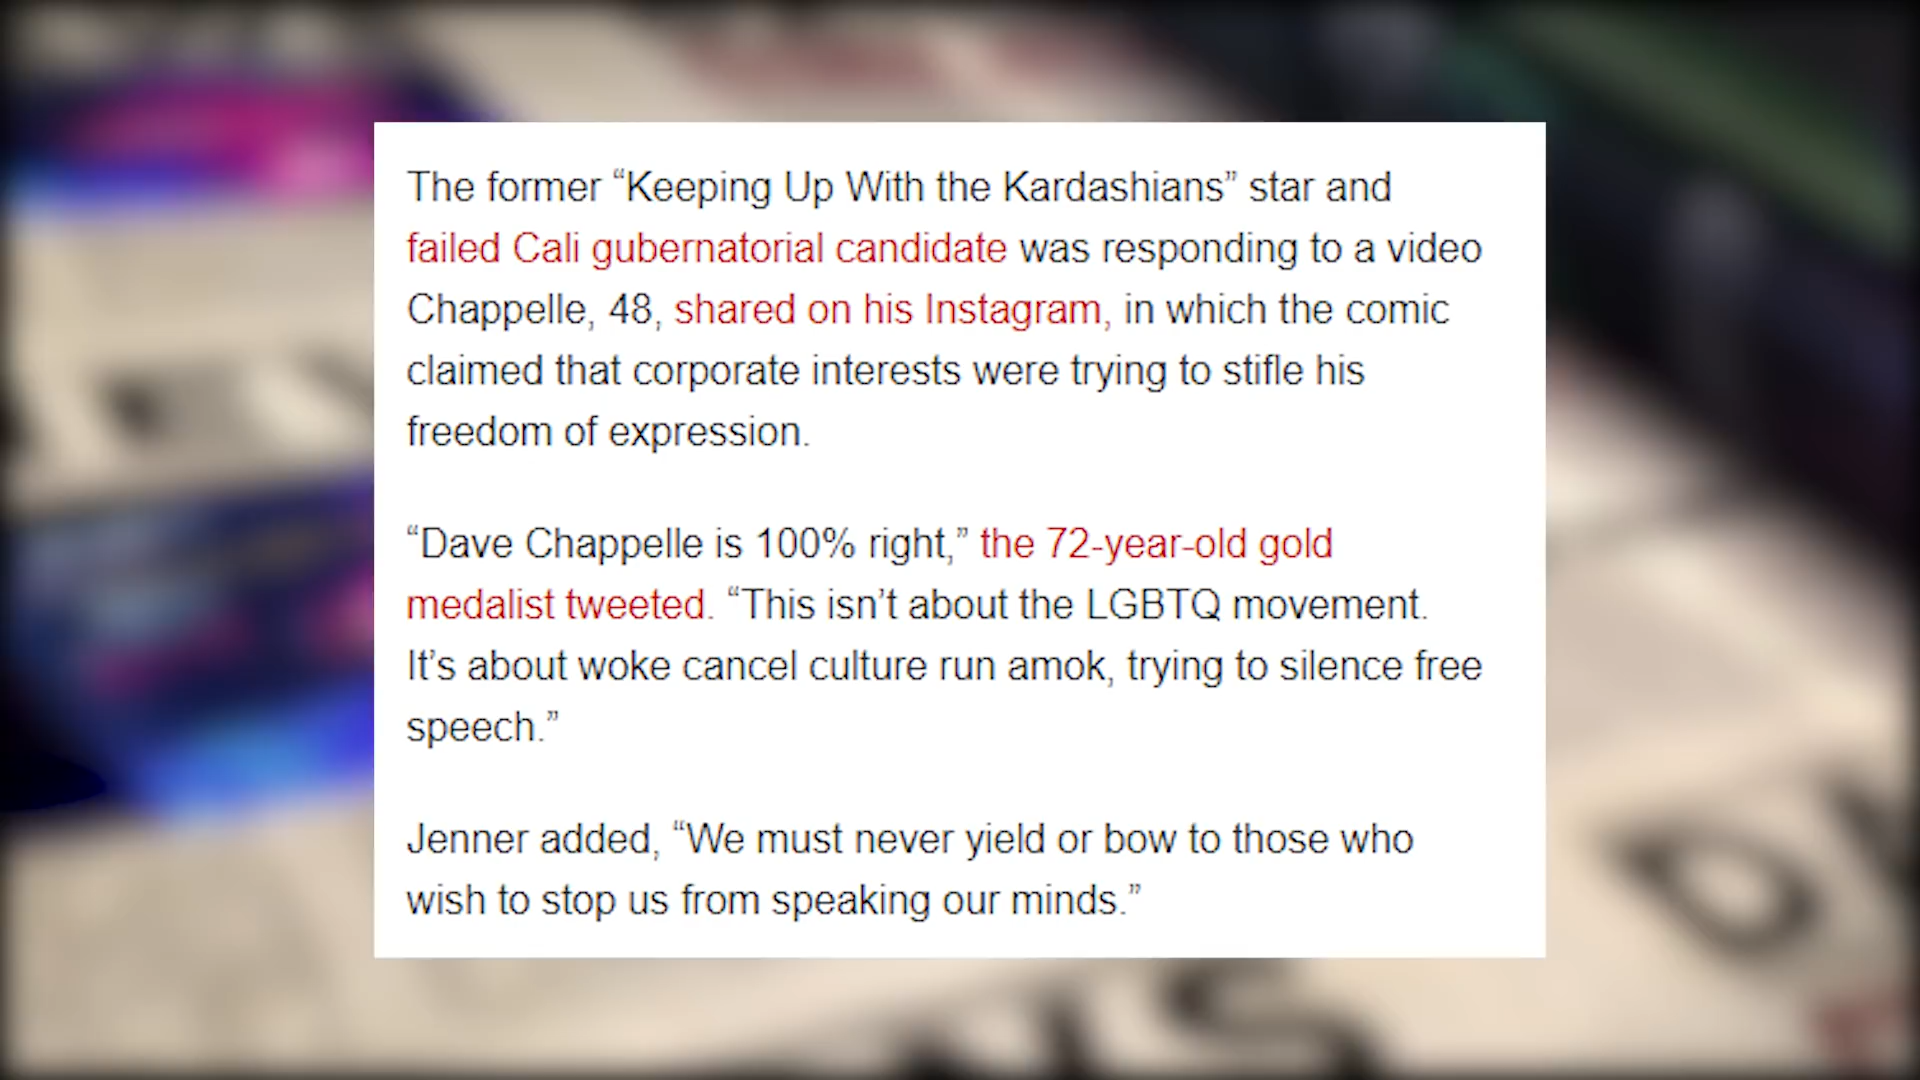 The former “Keeping Up With the Kardashians” star and
failed Cali gubernatorial candidate was responding to a video
Chappelle, 48, shared on his Instagram, in which the comic
claimed that corporate interests were trying to stifle his
freedom of expression.
“Dave Chappelle is 100% right,” the 72-year-old gold
medalist tweeted. “This isn’t about the LGBTQ movement.
It’s about woke cancel culture run amok, trying to silence free
speech.”
Jenner added, “We must never yield or bow to those who
wish to stop us from speaking our minds.”